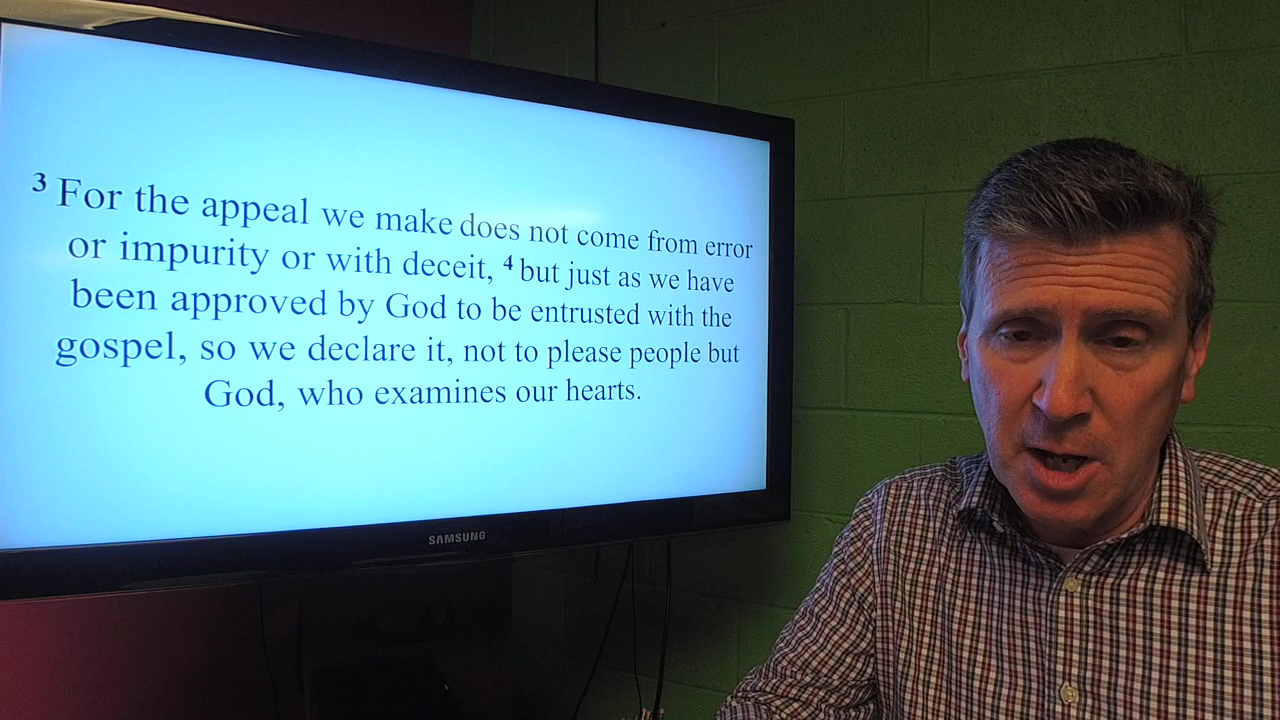 ³ For the appeal we make does not come from error
or impurity or with deceit, ⁴ but just as we have
been approved by God to be entrusted with the
gospel, so we declare it, not to please people but
God, who examines our hearts.
SAMSUNG